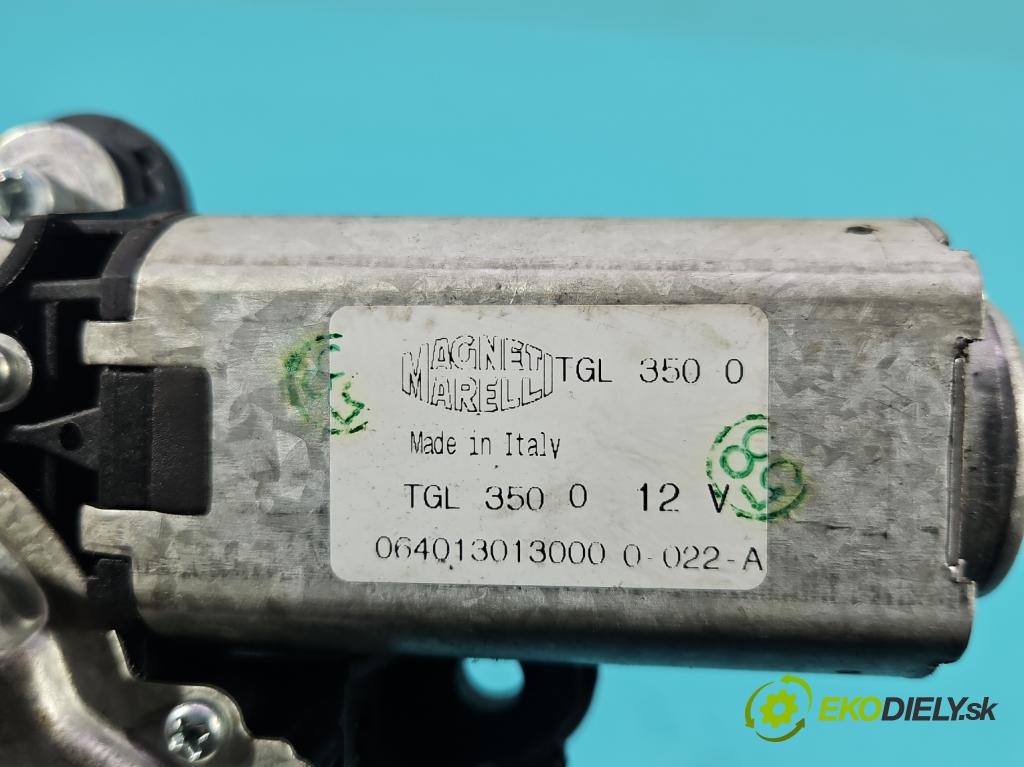 MAGNETI
MARELLI
TGL 350 0
Made in Italy
TGL 350 0 12 V
064013013000 0-022-A
EKODIELY.sk